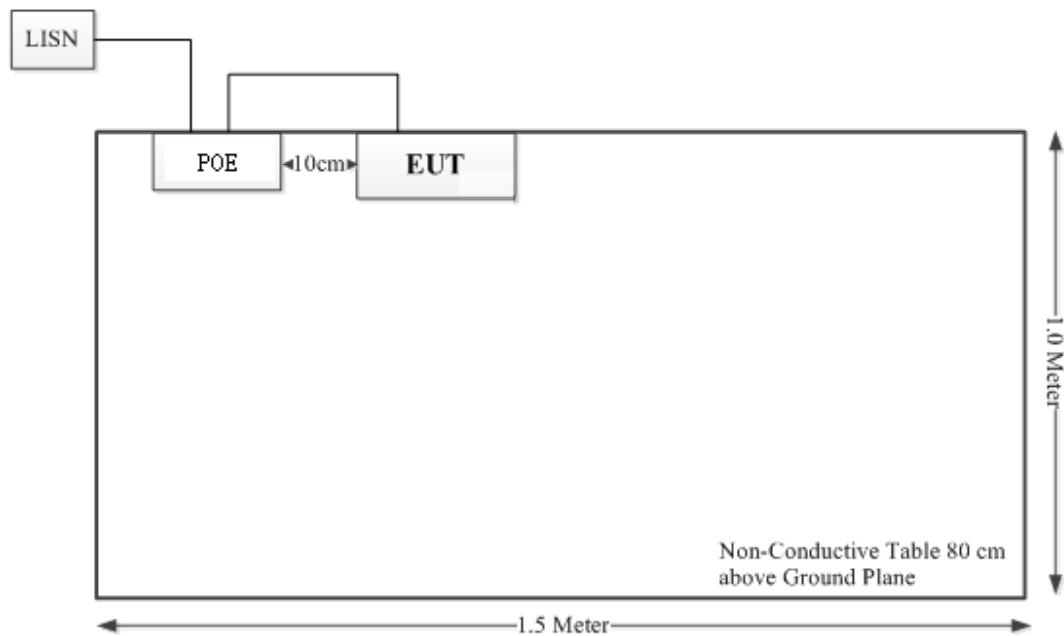 LISN
POE
10cm
EUT
1.0 Meter
Non-Conductive Table 80 cm
above Ground Plane
1.5 Meter